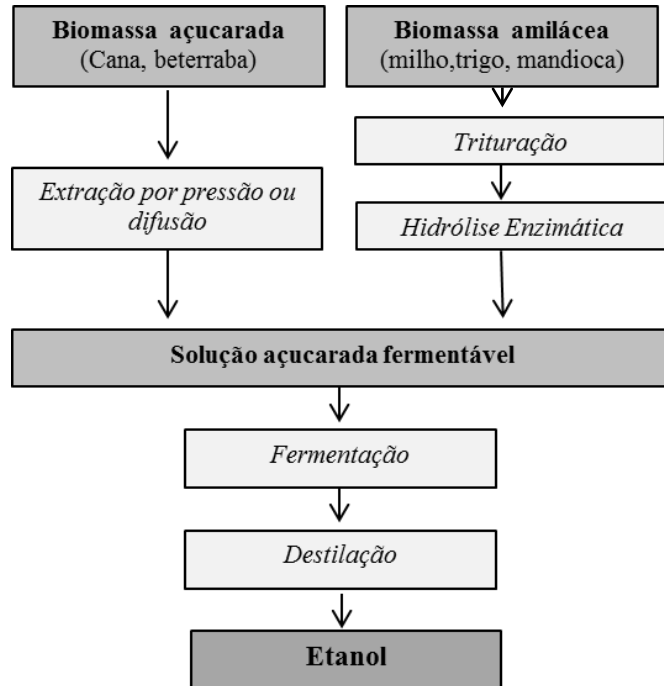 Biomassa açucarada
(Cana, beterraba)
Biomassa amilácea
(milho,trigo, mandioca)
Trituração
Extração por pressão ou
difusão
Hidrólise Enzimática
Solução açucarada fermentável
Fermentação
Destilação
Etanol